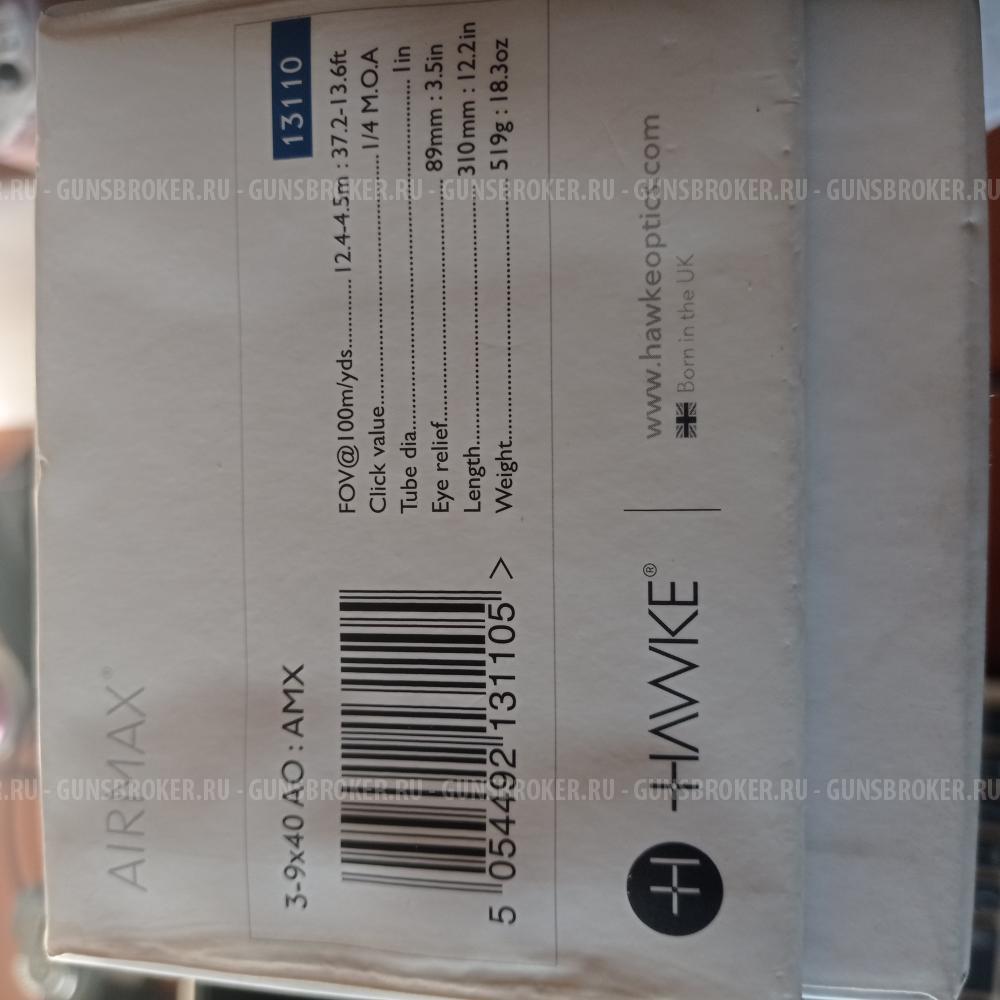 AIRMAX®
3-9x40 AO : AMX
13110
FOV@100m/yds............ 12.4-4.5m : 37.2-13.6ft
Click value............ 1/4 M.O.A
Tube dia............ 1in
Eye relief............ 89mm : 3.5in
Length............ 310mm : 12.2in
Weight............ 519g : 18.3oz
5 054492 131105 >
HAWKE®
www.hawkeoptics.com
Born in the UK
.RU - GUNSBROKER.RU - GUNSBROKER.RU - GUNSBROKER.RU - GUNSBROKER.RU - GUNSBROKER.RU
.RU - GUNSBROKER.RU - GUNSBROKER.RU - GUNSBROKER.RU - GUNSBROKER.RU - GUNSBROKER.RU